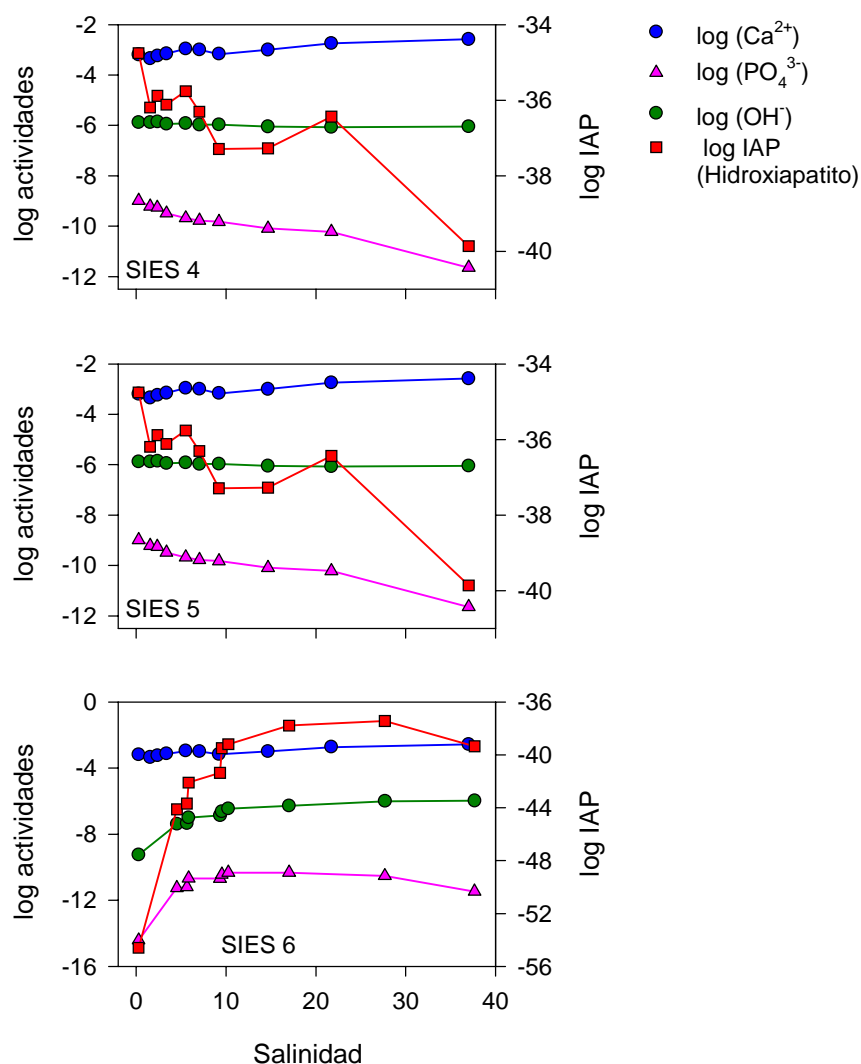 log (Ca2+)
log (PO43-)
log (OH-)
log IAP
(Hidroxiapatito)
log actividades
-2
-4
-6
-8
-10
-12
SIES 4
-34
-36
-38
-40
log IAP
log actividades
-2
-4
-6
-8
-10
-12
SIES 5
-34
-36
-38
-40
log IAP
log actividades
0
-4
-8
-12
-16
SIES 6
-36
-40
-44
-48
-52
-56
log IAP
0 10 20 30 40
Salinidad